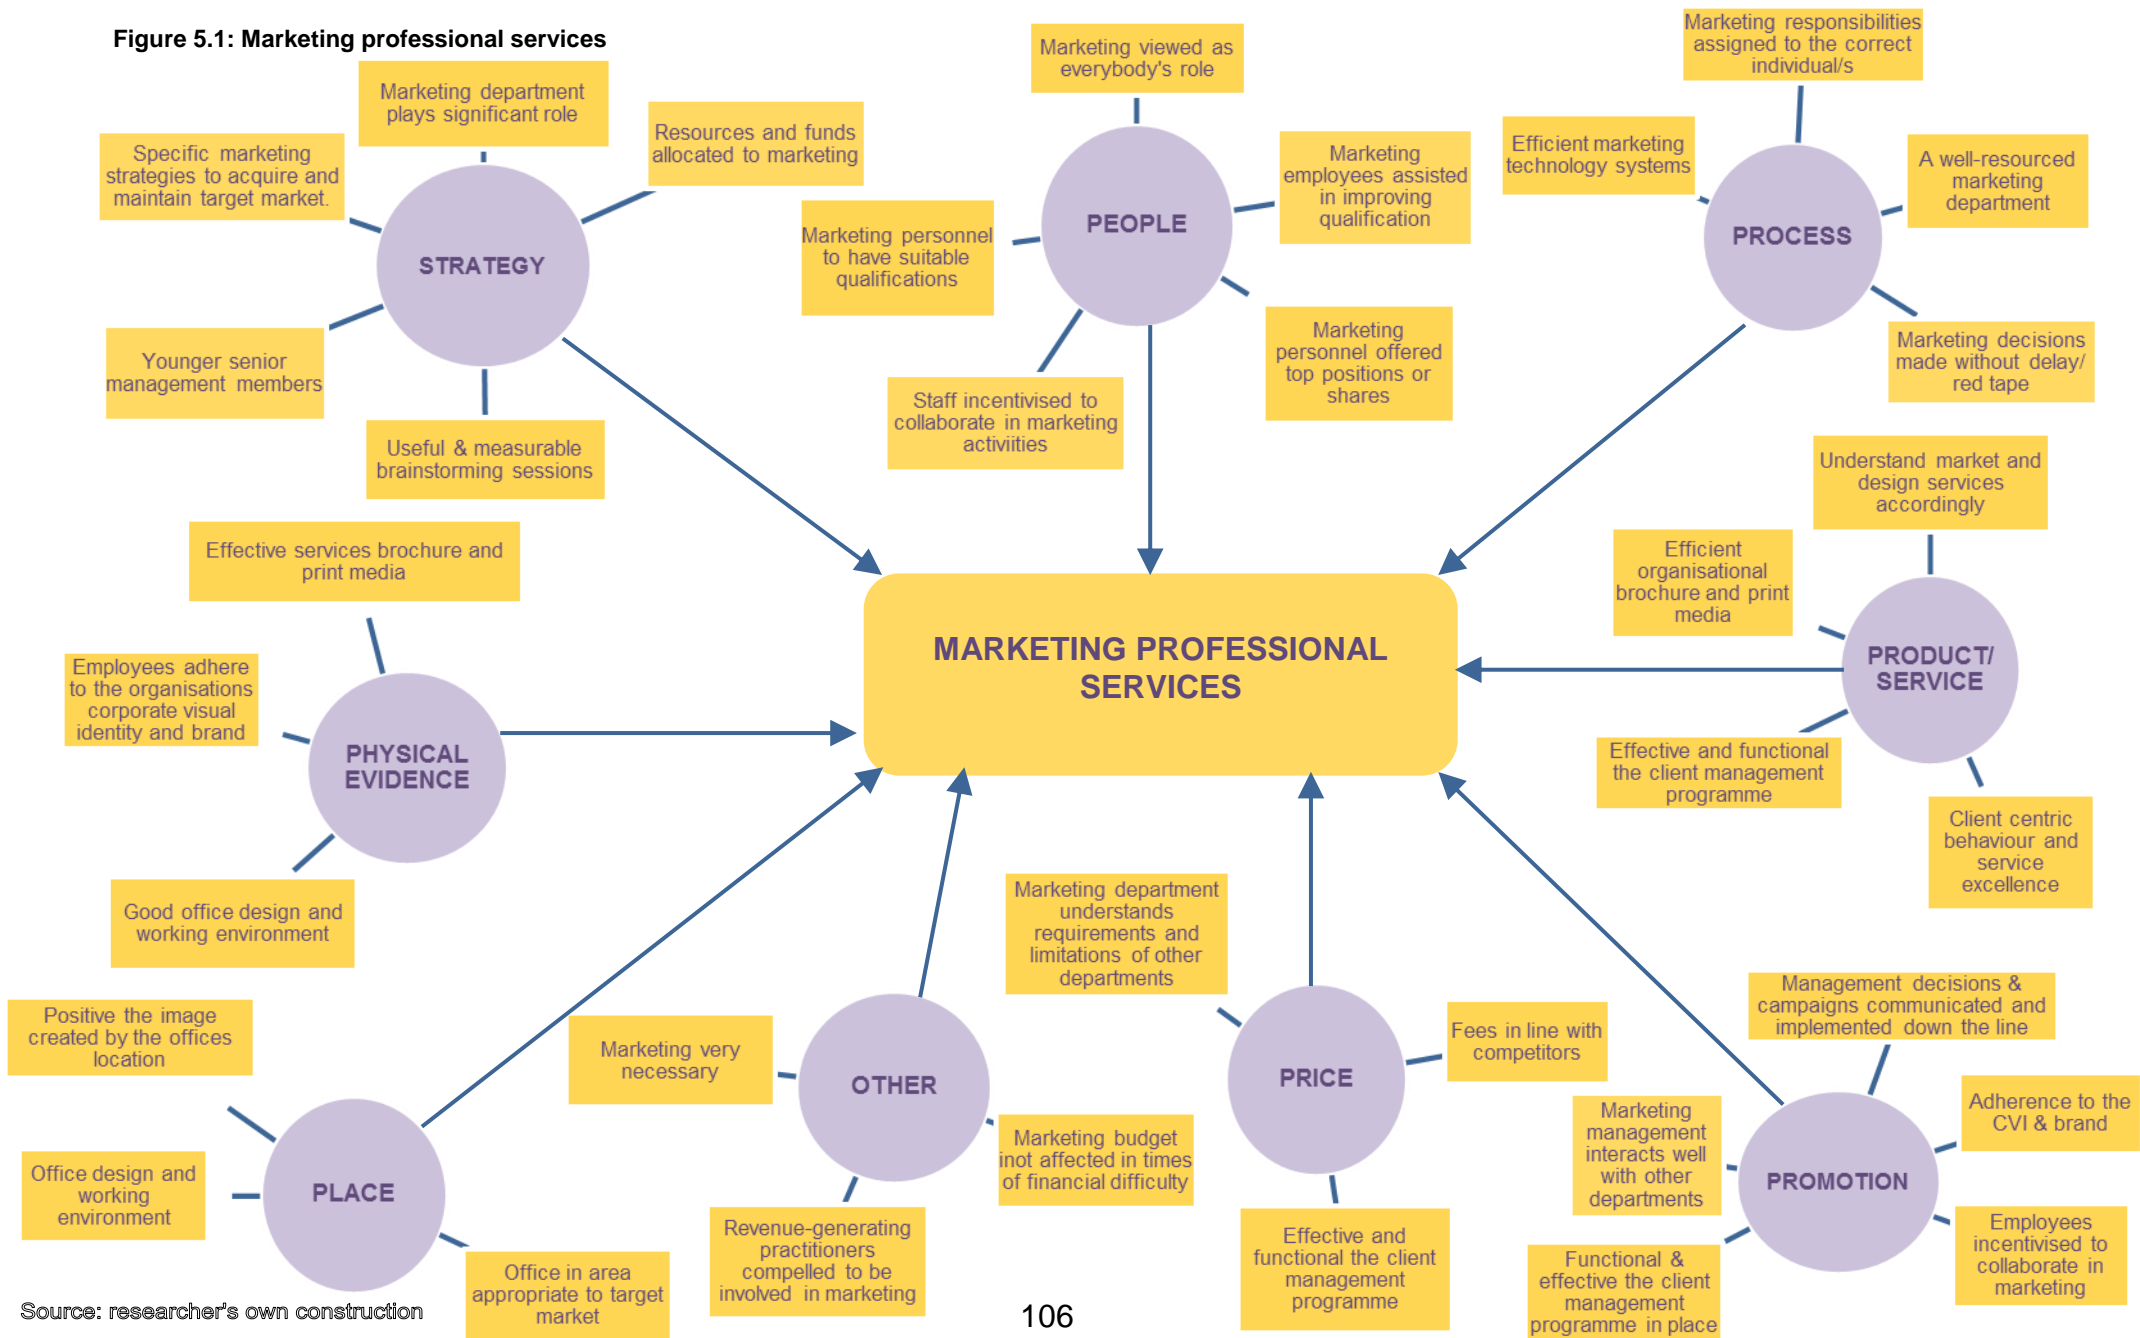 Figure 5.1: Marketing professional services
Marketing department
plays significant role
Resources and funds
allocated to marketing
Specific marketing
strategies to acquire and
maintain target market.
STRATEGY
Younger senior
management members
Useful & measurable
brainstorming sessions
Marketing viewed as
everybody's role
Marketing
employees assisted
in improving
qualification
PEOPLE
Marketing personnel
to have suitable
qualifications
Marketing
personnel offered
top positions or
shares
Staff incentivised to
collaborate in marketing
activiities
Marketing responsibilities
assigned to the correct
individual/s
Efficient marketing
technology systems
A well-resourced
marketing
department
PROCESS
Marketing decisions
made without delay/
red tape
Understand market and
design services
accordingly
Efficient
organisational
brochure and print
media
PRODUCT/
SERVICE
Effective and functional
the client management
programme
Client centric
behaviour and
service
excellence
MARKETING PROFESSIONAL
SERVICES
Effective services brochure and
print media
Employees adhere
to the organisations
corporate visual
identity and brand
PHYSICAL
EVIDENCE
Good office design and
working environment
Positive the image
created by the offices
location
Office design and
working
environment
PLACE
Office in area
appropriate to target
market
Marketing very
necessary
OTHER
Marketing budget
inot affected in times
of financial difficulty
Revenue-generating
practitioners
compelled to be
involved in marketing
Marketing department
understands
requirements and
limitations of other
departments
Fees in line with
competitors
PRICE
Effective and
functional the client
management
programme
Management decisions &
campaigns communicated and
implemented down the line
Marketing
management
interacts well
with other
departments
Adherence to the
CVI & brand
PROMOTION
Functional &
effective the client
management
programme in place
Employees
incentivised to
collaborate in
marketing
Source: researcher's own construction
106